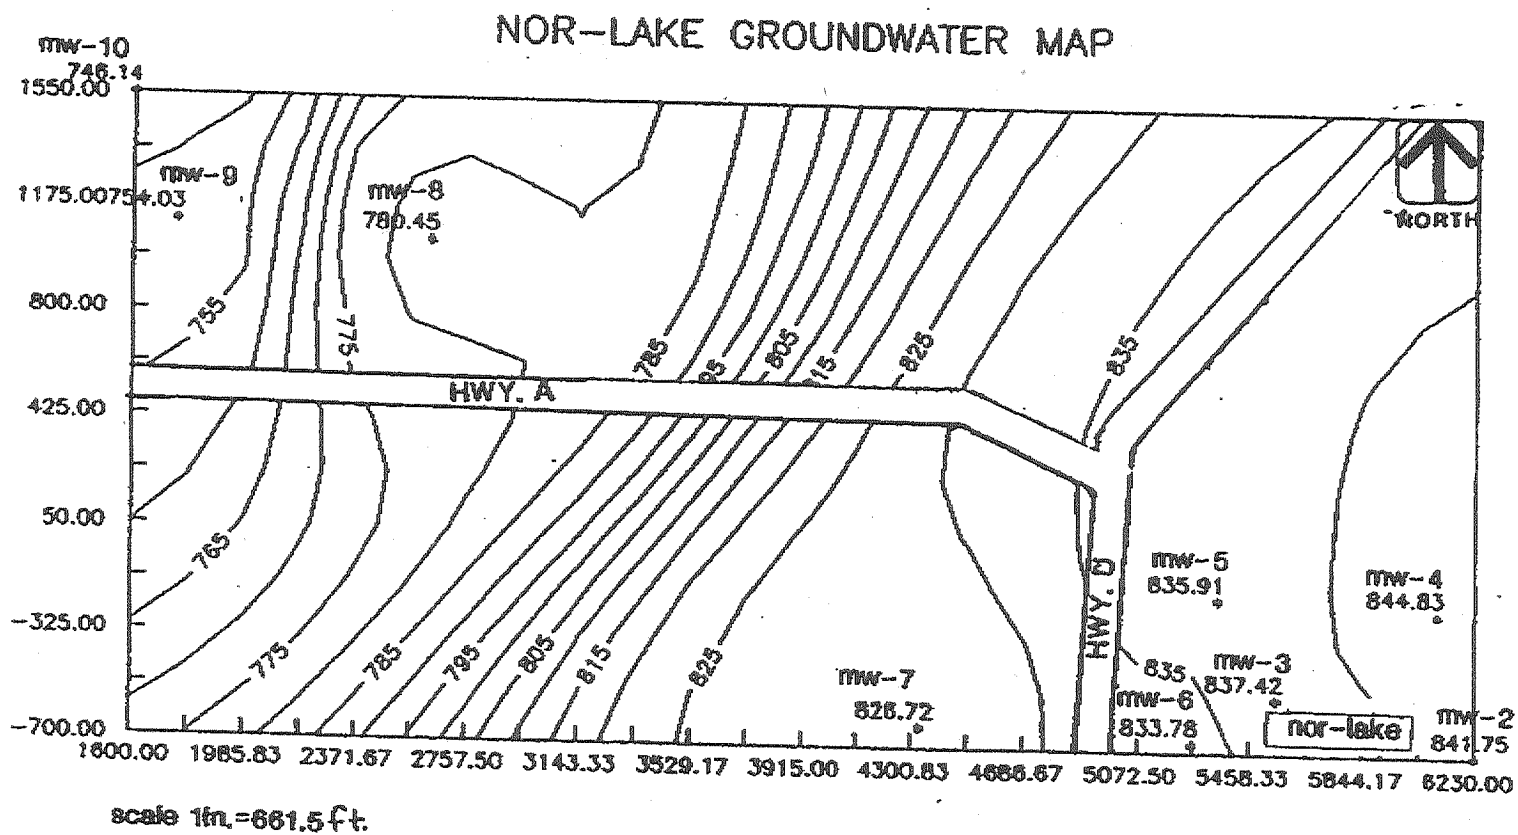 NOR-LAKE GROUNDWATER MAP
mw-10
746.14
1550.00
mw-9
1175.00 754.03
mw-8
780.45
NORTH
800.00
755
775
785
95
805
815
825
835
HWY. A
425.00
50.00
765
mw-5
835.91
mw-4
844.83
HWY. D
-325.00
775
785
795
805
815
825
835
mw-3
837.42
mw-7
826.72
mw-6
833.78
nor-lake
mw-2
841.75
-700.00
1600.00 1985.83 2371.67 2757.50 3143.33 3529.17 3915.00 4300.83 4686.67 5072.50 5458.33 5844.17 6230.00
scale 1in.=661.5 ft.